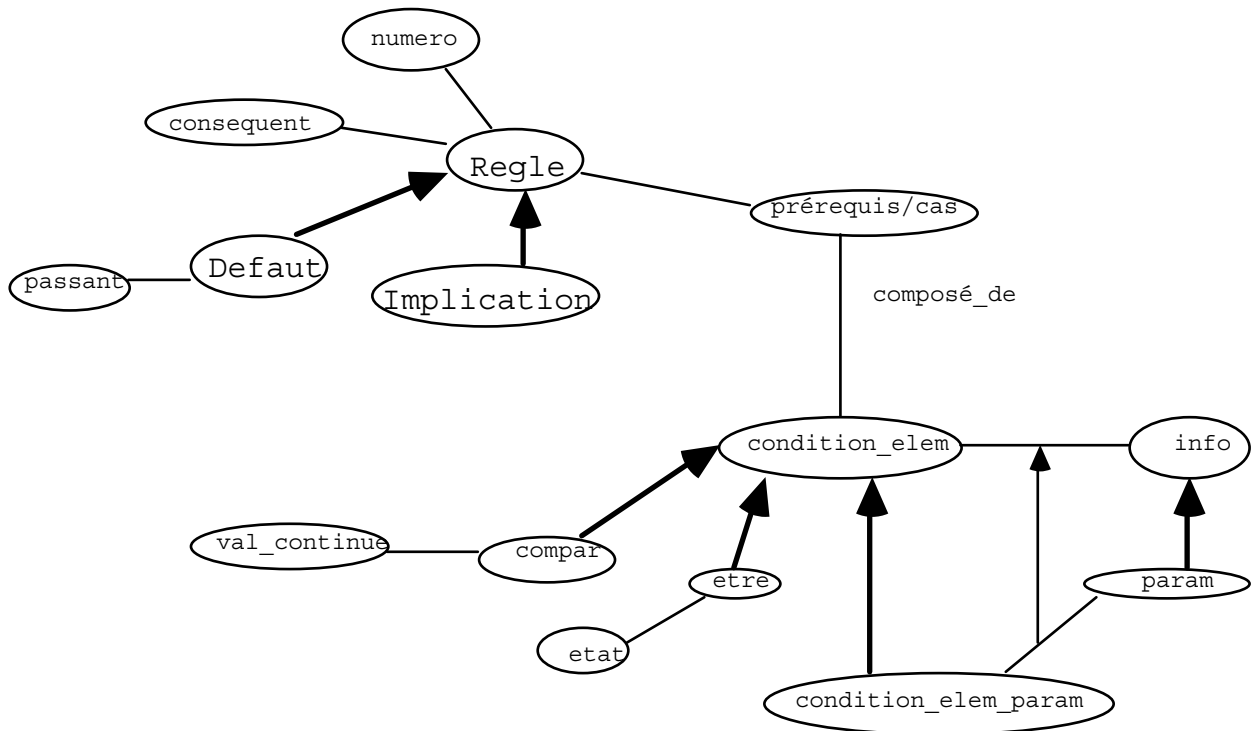 numero
consequent
Regle
prérequis/cas
Defaut
passant
Implication
composé_de
condition_elem
info
val_continue
compar
etre
param
etat
condition_elem_param